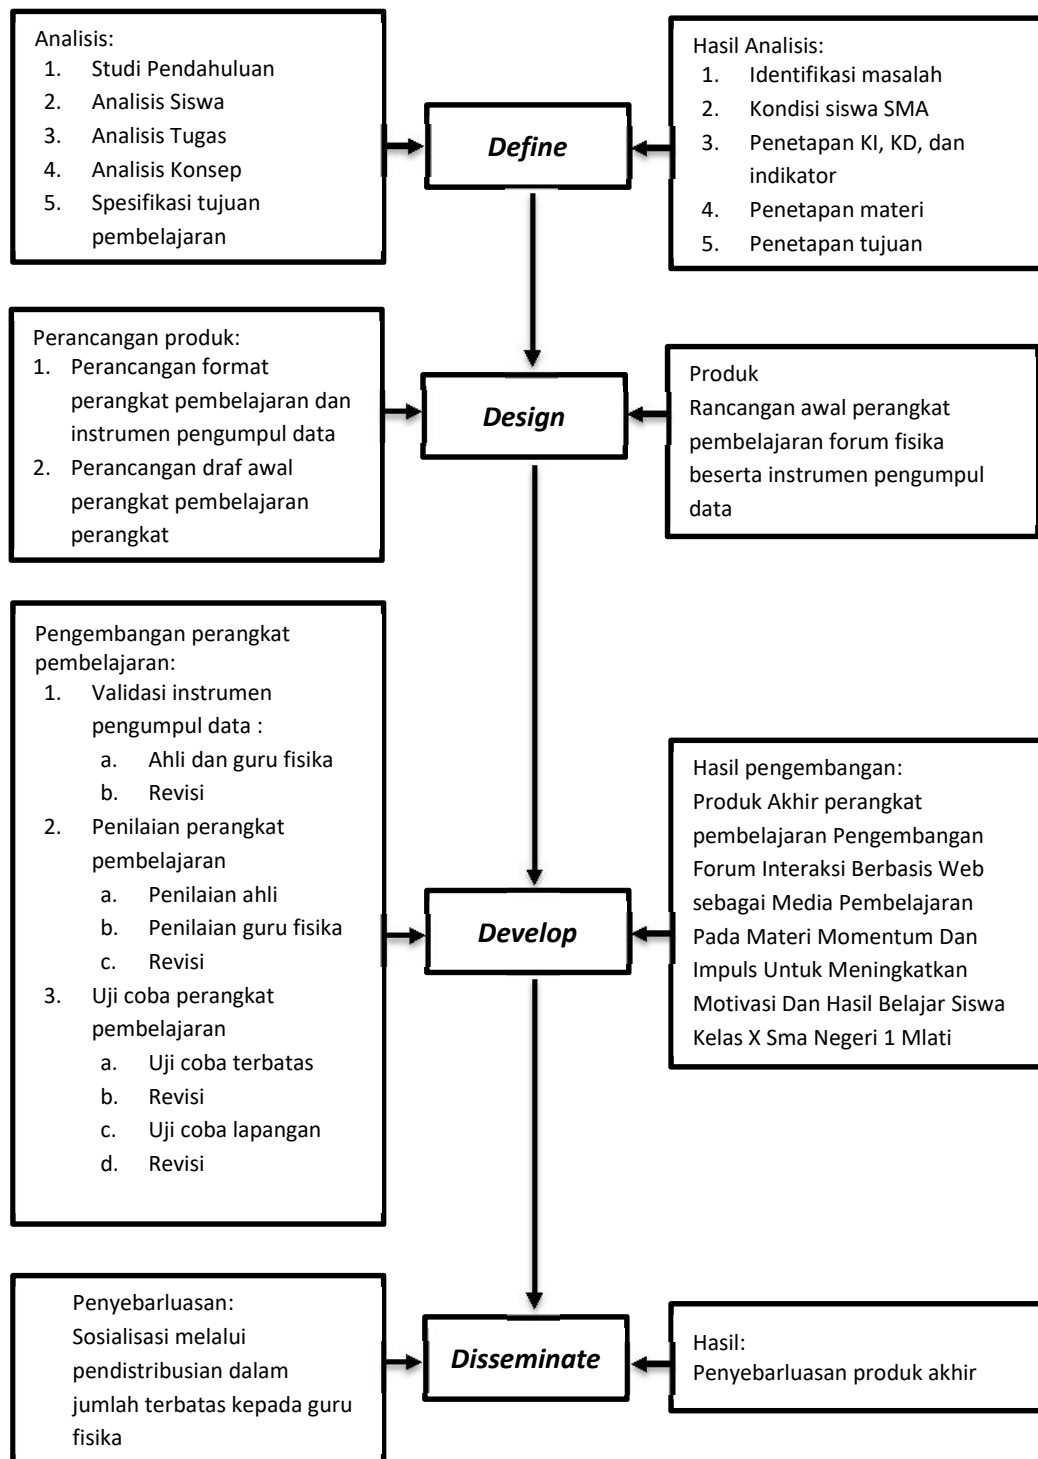 Analisis:
1. Studi Pendahuluan
2. Analisis Siswa
3. Analisis Tugas
4. Analisis Konsep
5. Spesifikasi tujuan
pembelajaran
Define
Hasil Analisis:
1. Identifikasi masalah
2. Kondisi siswa SMA
3. Penetapan KI, KD, dan
indikator
4. Penetapan materi
5. Penetapan tujuan
Perancangan produk:
1. Perancangan format
perangkat pembelajaran dan
instrumen pengumpul data
2. Perancangan draf awal
perangkat pembelajaran
perangkat
Design
Produk
Rancangan awal perangkat
pembelajaran forum fisika
beserta instrumen pengumpul
data
Pengembangan perangkat
pembelajaran:
1. Validasi instrumen
pengumpul data :
a. Ahli dan guru fisika
b. Revisi
2. Penilaian perangkat
pembelajaran
a. Penilaian ahli
b. Penilaian guru fisika
c. Revisi
3. Uji coba perangkat
pembelajaran
a. Uji coba terbatas
b. Revisi
c. Uji coba lapangan
d. Revisi
Develop
Hasil pengembangan:
Produk Akhir perangkat
pembelajaran Pengembangan
Forum Interaksi Berbasis Web
sebagai Media Pembelajaran
Pada Materi Momentum Dan
Impuls Untuk Meningkatkan
Motivasi Dan Hasil Belajar Siswa
Kelas X Sma Negeri 1 Mlati
Penyebarluasan:
Sosialisasi melalui
pendistribusian dalam
jumlah terbatas kepada guru
fisika
Disseminate
Hasil:
Penyebarluasan produk akhir